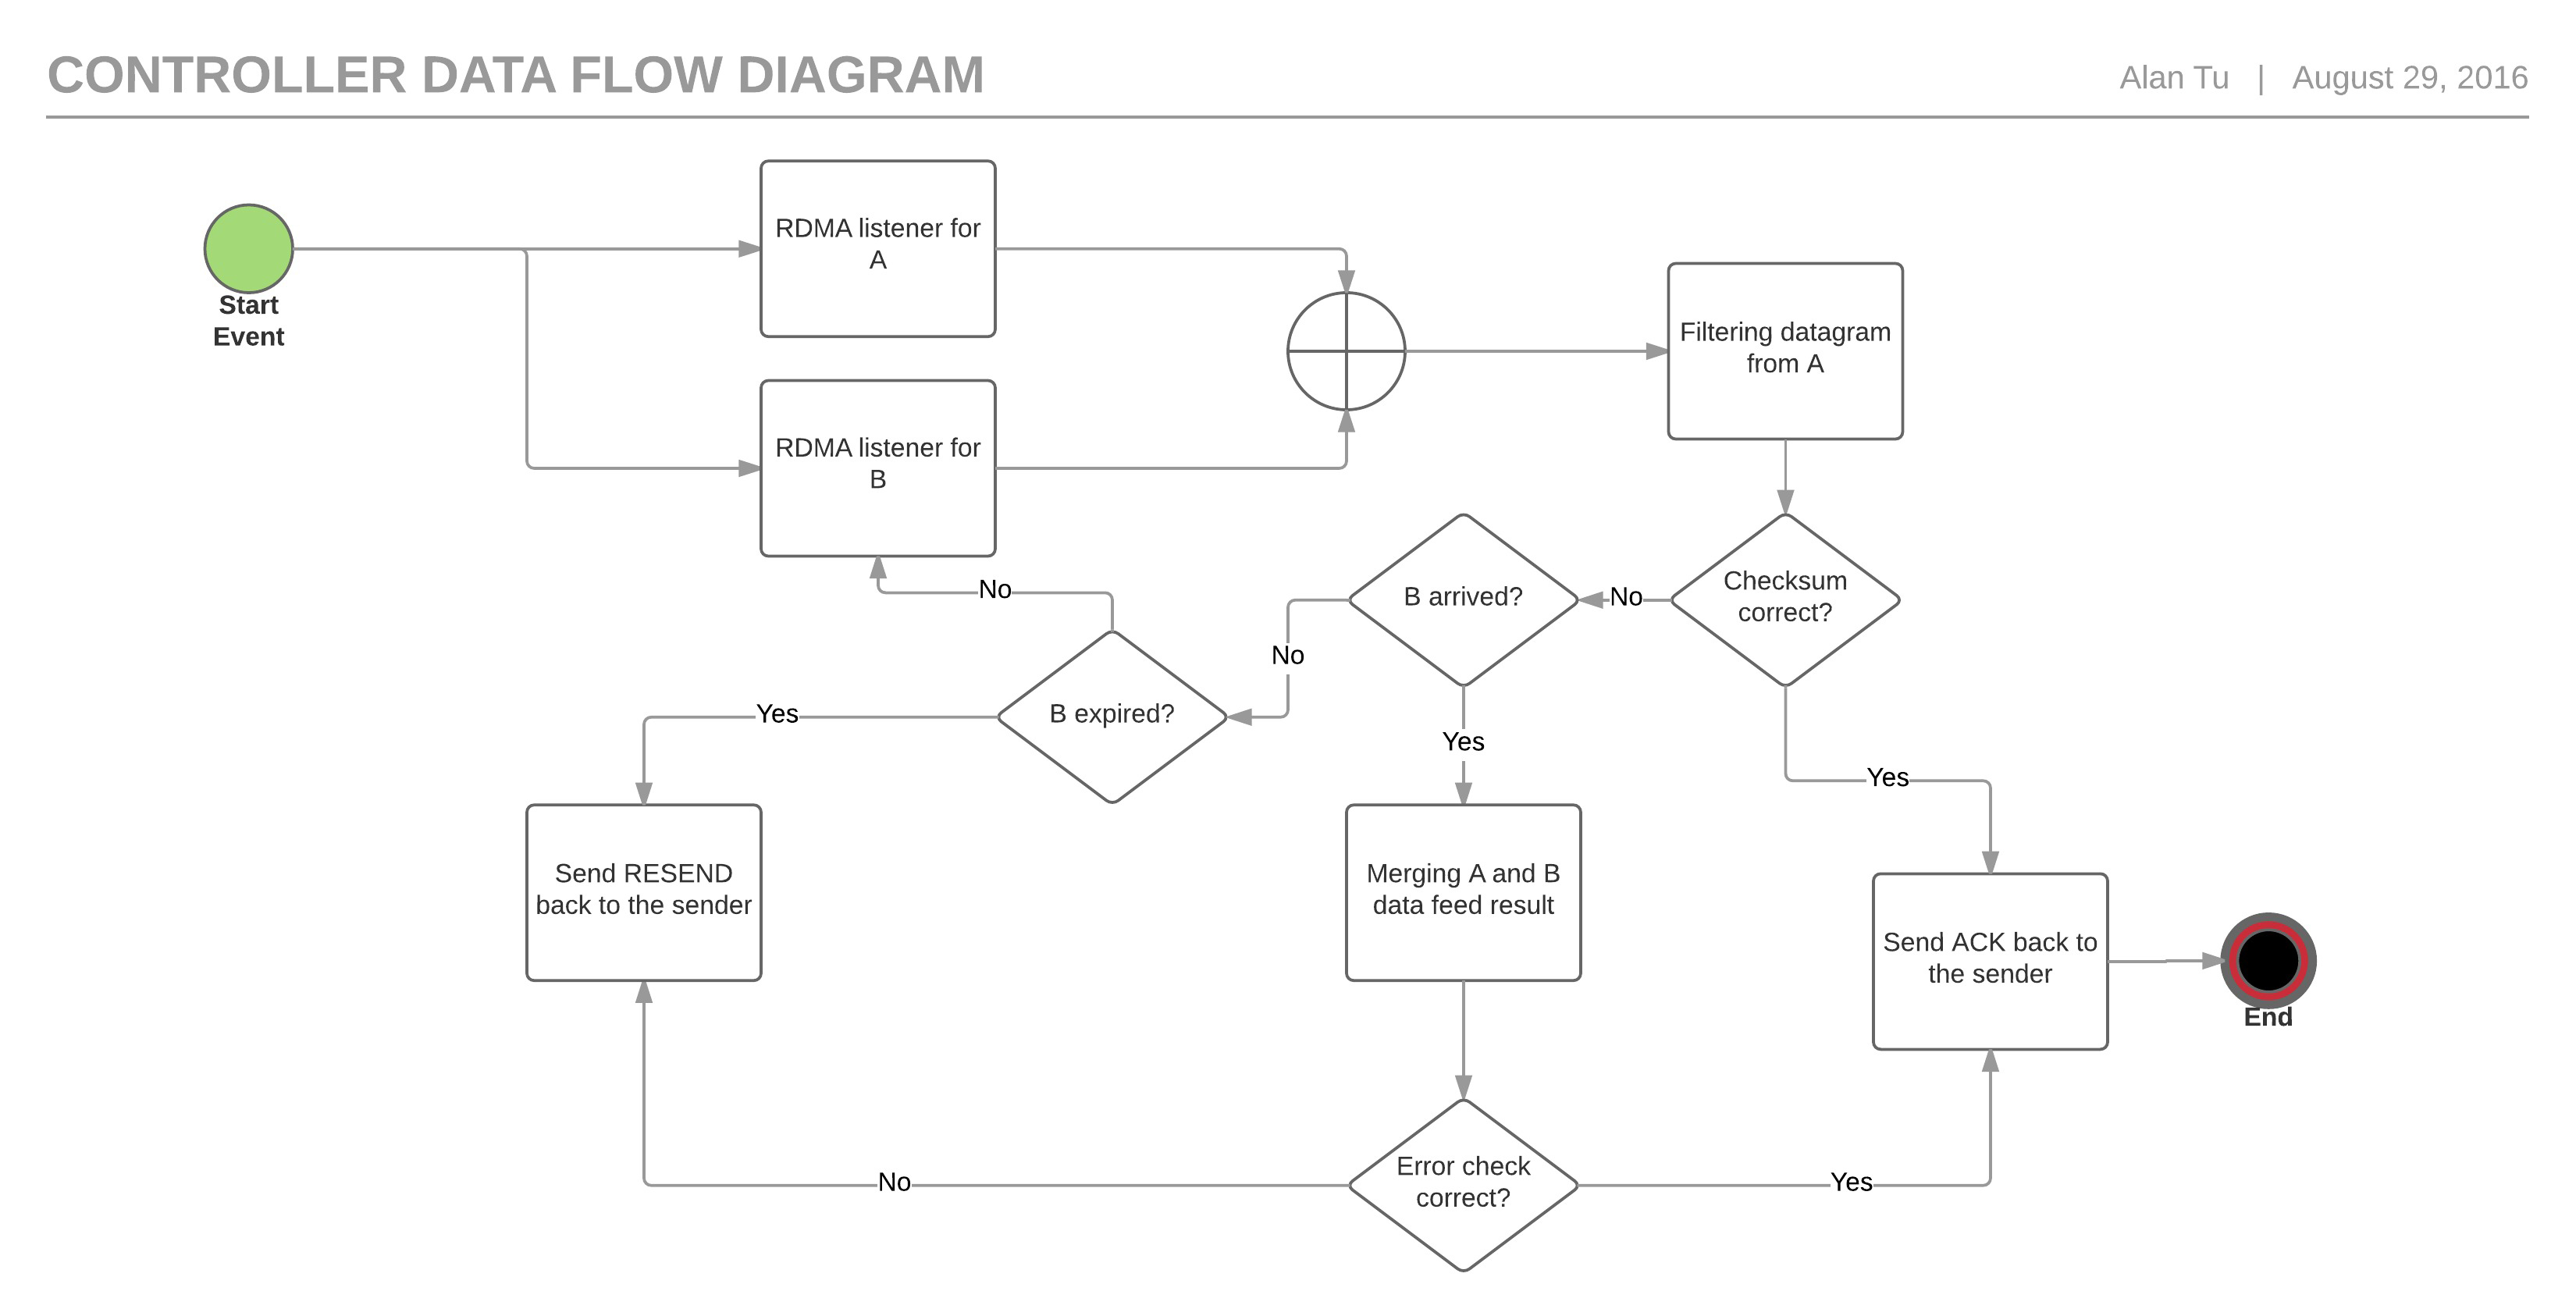 CONTROLLER DATA FLOW DIAGRAM
Alan Tu | August 29, 2016
Start
Event
RDMA listener for
A
RDMA listener for
B
Filtering datagram
from A
Checksum
correct?
No
B arrived?
No
B expired?
No
Yes
Yes
Yes
Send RESEND
back to the sender
Merging A and B
data feed result
Send ACK back to
the sender
End
Error check
correct?
No
Yes